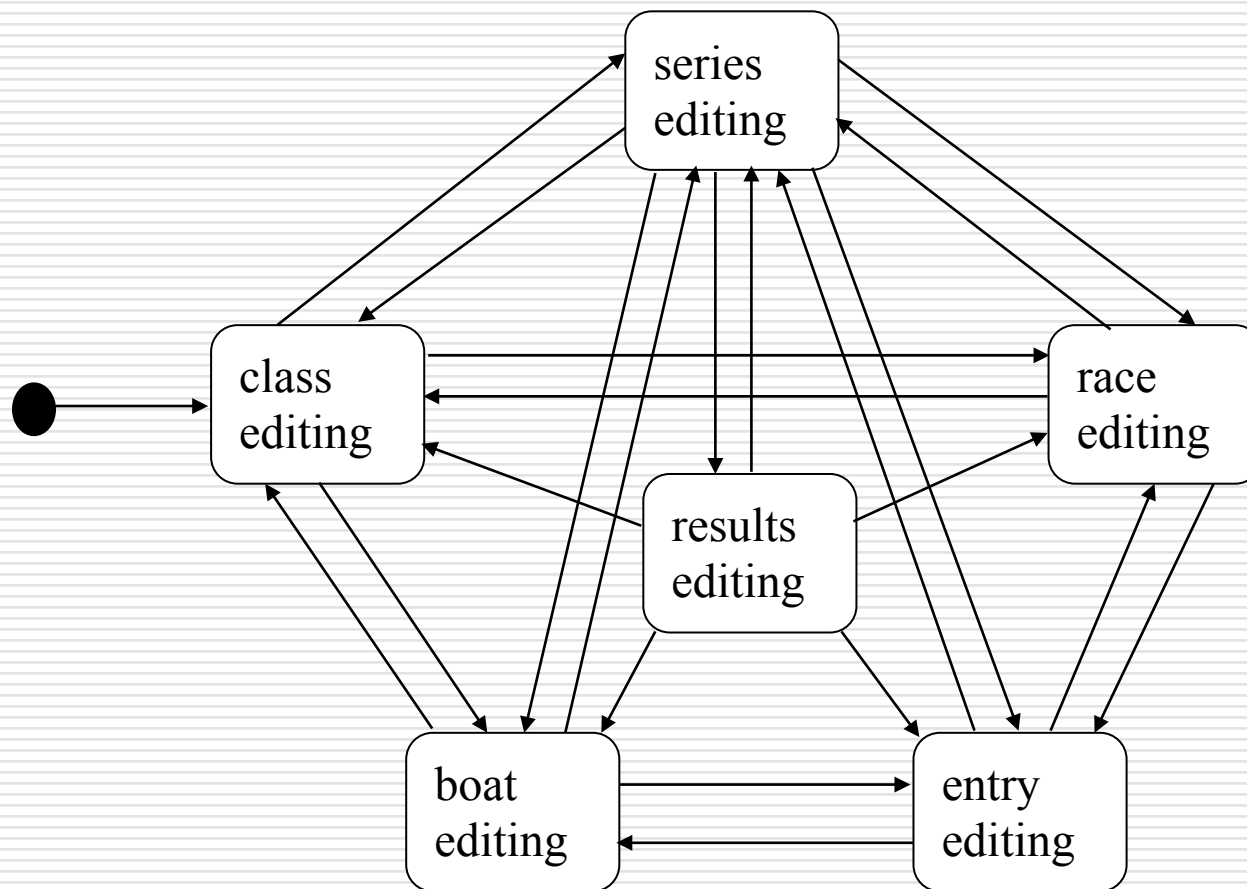 series
editing
class
editing
race
editing
results
editing
boat
editing
entry
editing